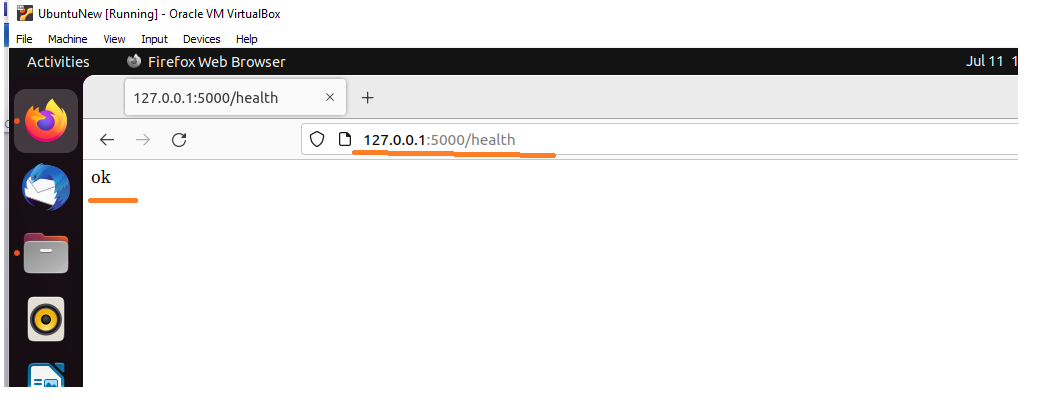 UbuntuNew [Running] - Oracle VM VirtualBox
File Machine View Input Devices Help
Activities Firefox Web Browser Jul 11 1
127.0.0.1:5000/health
127.0.0.1:5000/health
ok